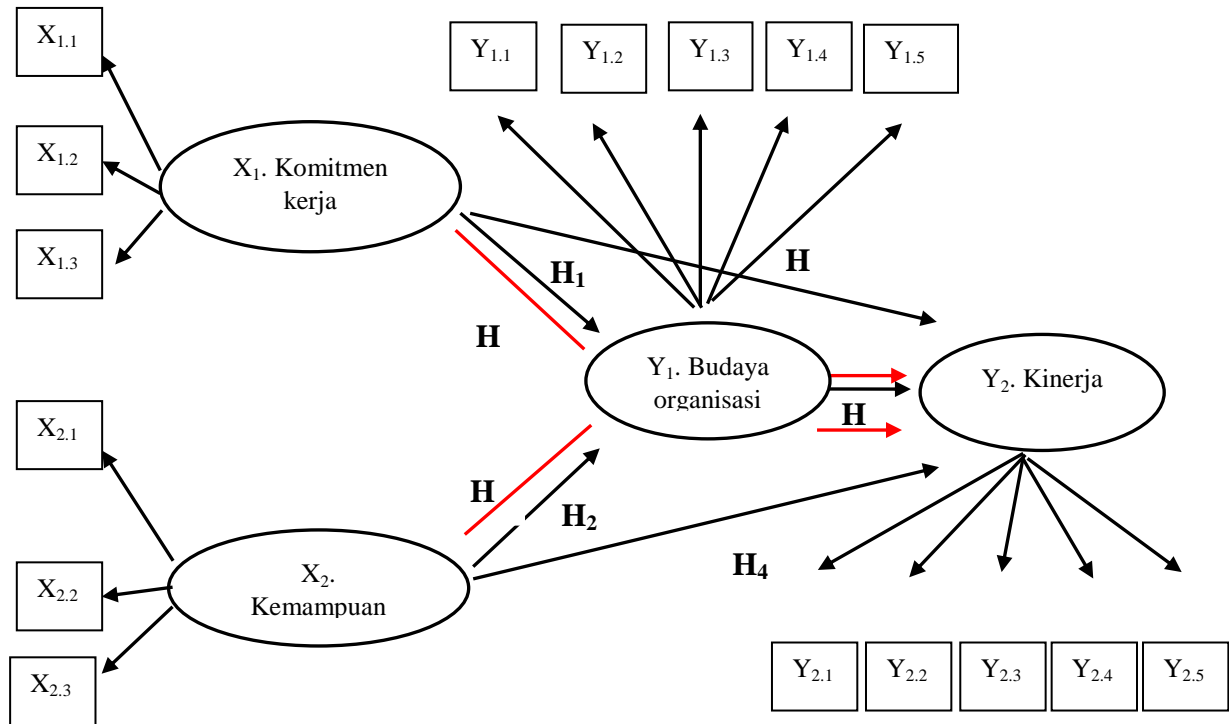 X₁.₁
Y₁.₁ Y₁.₂ Y₁.₃ Y₁.₄ Y₁.₅
X₁.₂
X₁. Komitmen
kerja
X₁.₃
H
H₁
H
Y₁. Budaya
organisasi
Y₂. Kinerja
H
X₂.₁
H
H₂
X₂.
Kemampuan
H₄
X₂.₂
X₂.₃
Y₂.₁ Y₂.₂ Y₂.₃ Y₂.₄ Y₂.₅